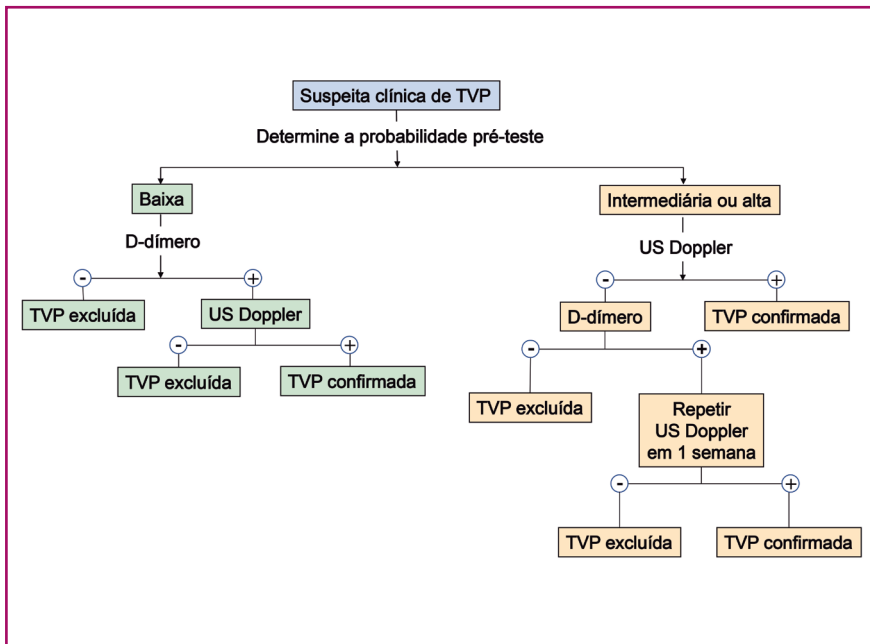 Suspeita clínica de TVP
Determine a probabilidade pré-teste
Baixa
Intermediária ou alta
D-dímero
US Doppler
-
+
-
+
TVP excluída
US Doppler
D-dímero
TVP confirmada
-
+
-
+
TVP excluída
TVP confirmada
TVP excluída
Repetir
US Doppler
em 1 semana
-
+
TVP excluída
TVP confirmada